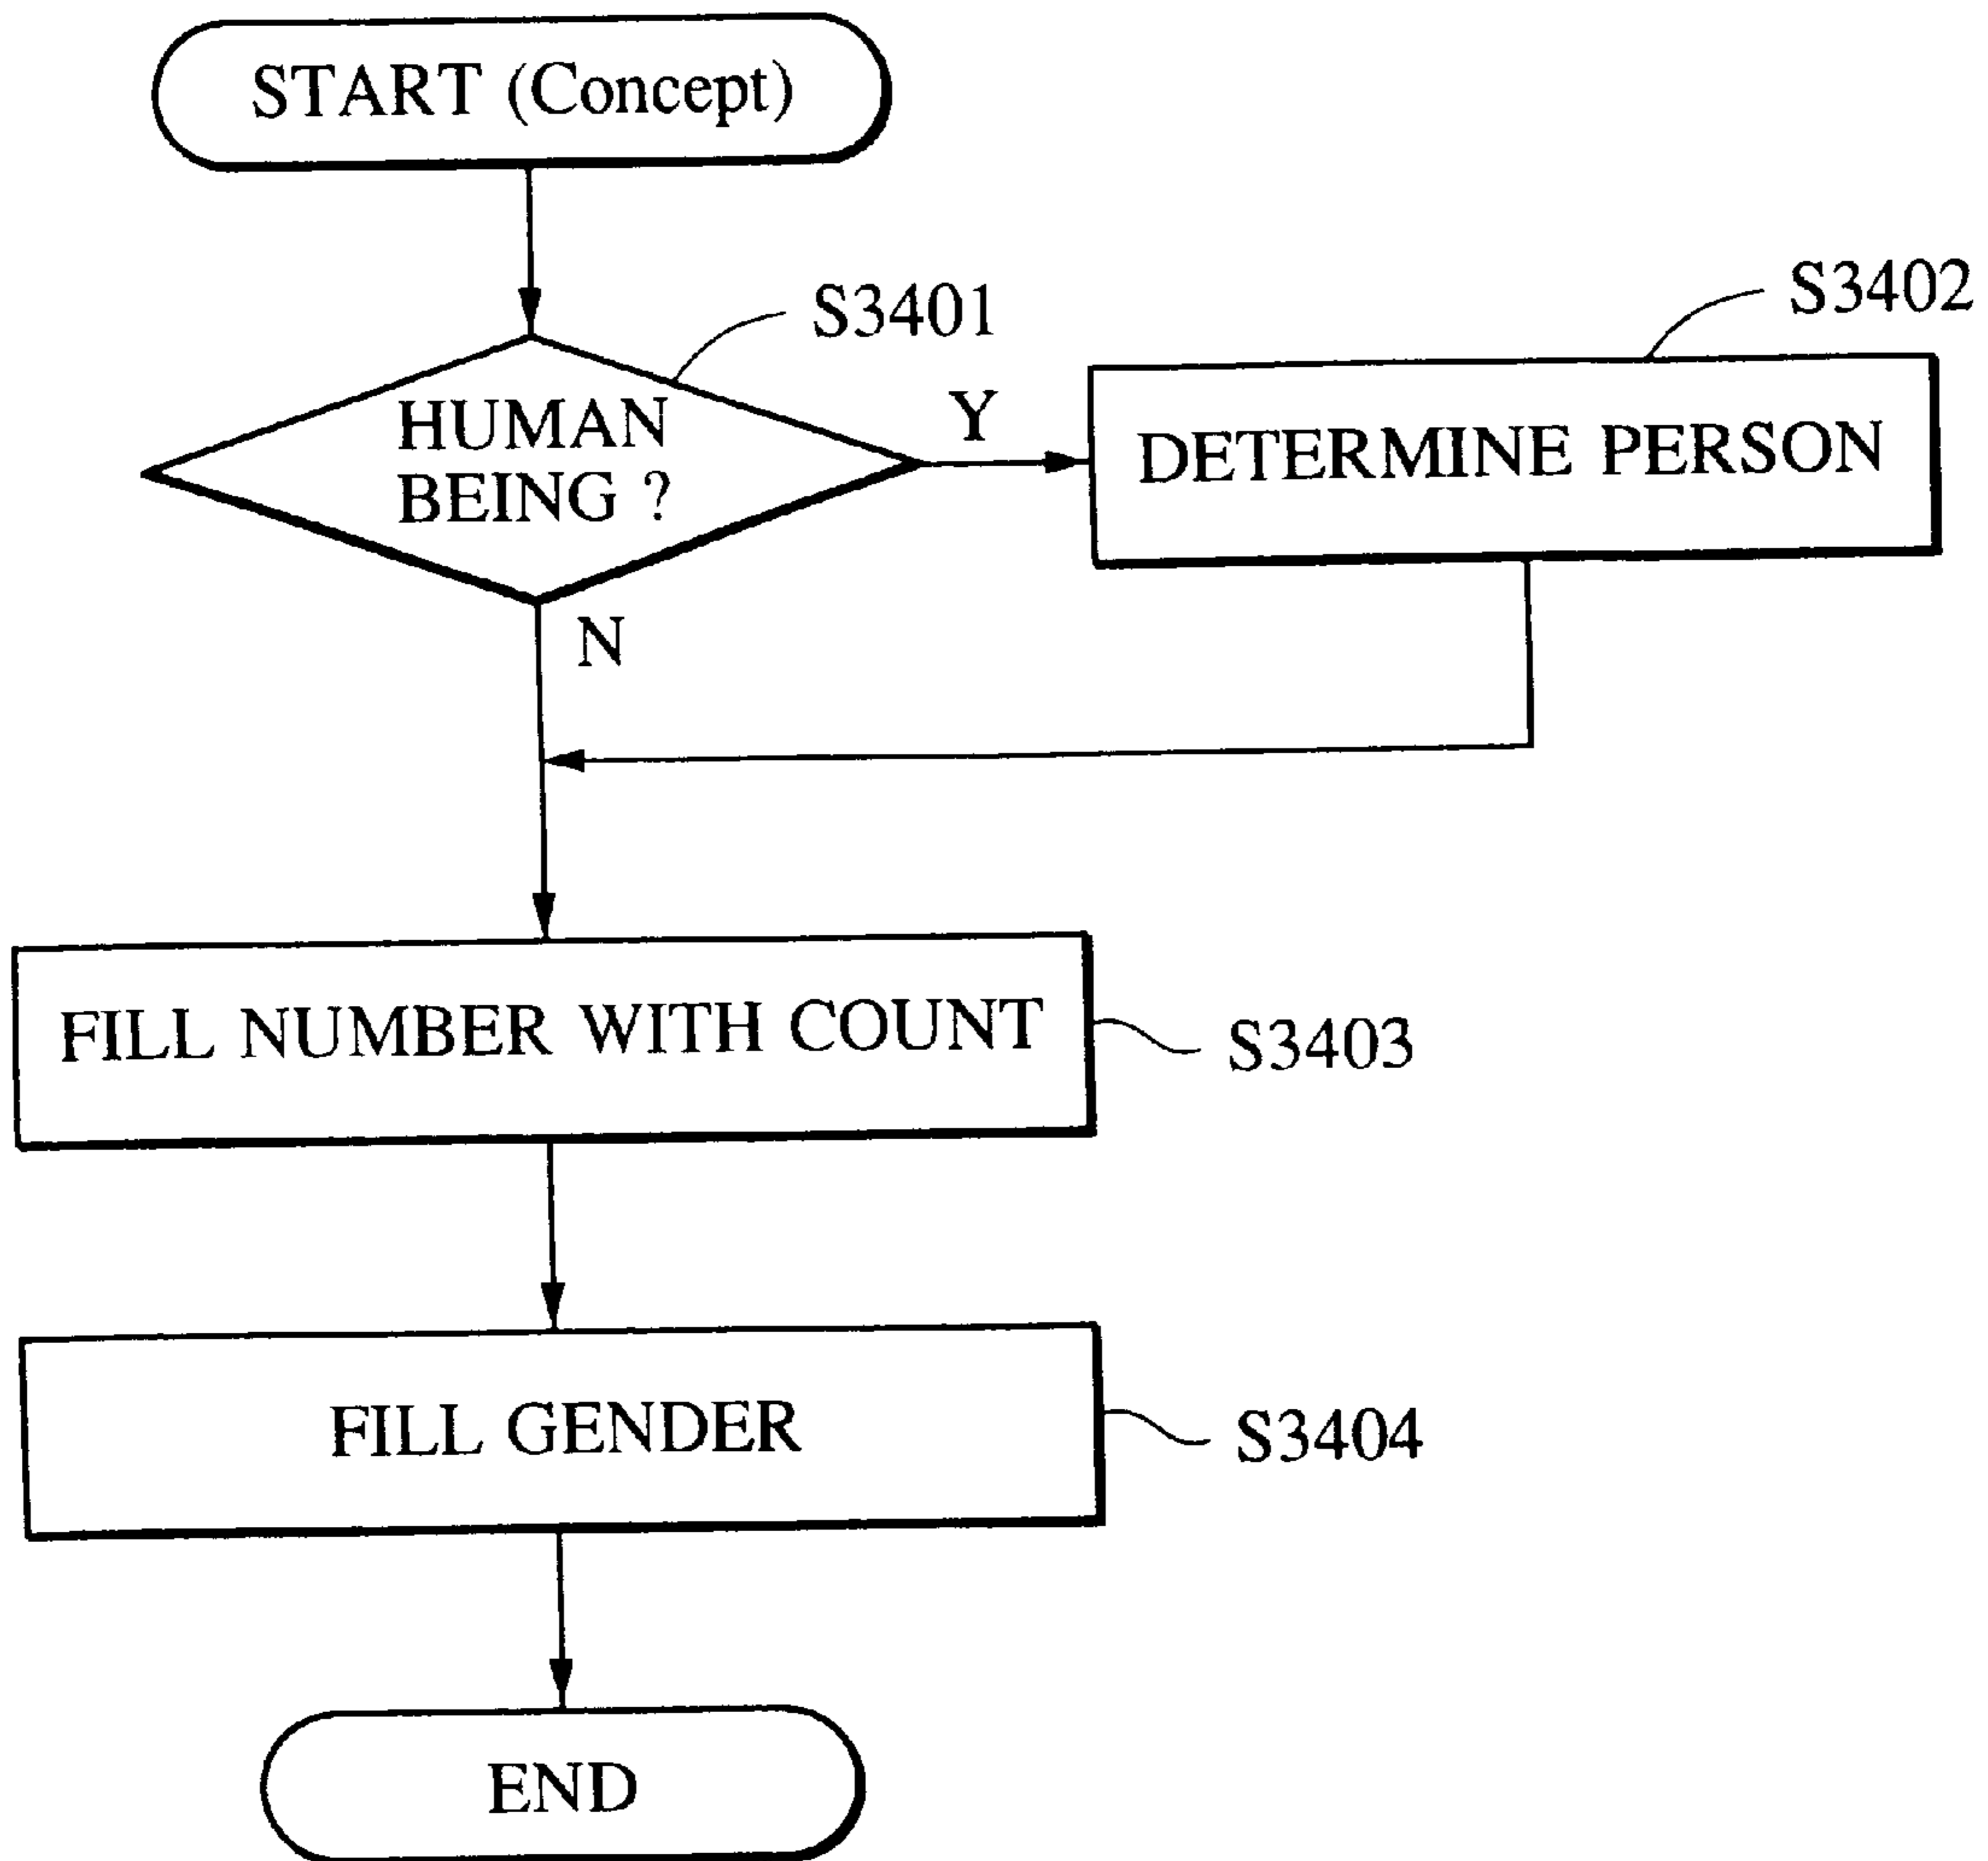 START (Concept)
S3401
S3402
HUMAN
BEING ?
Y
DETERMINE PERSON
N
FILL NUMBER WITH COUNT
S3403
FILL GENDER
S3404
END